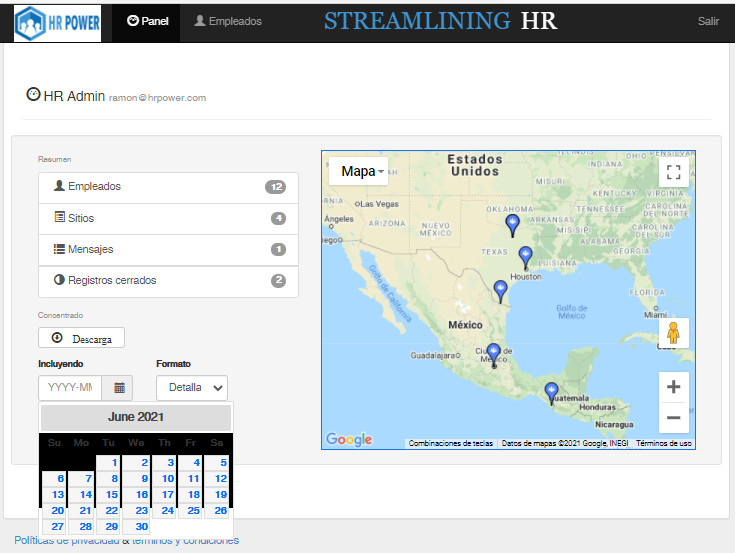 HR POWER
Panel
Empleados
STREAMLINING HR
Salir
HR Admin ramon@hrpower.com
Resumen
Empleados 12
Sitios 4
Mensajes 1
Registros cerrados 2
Concentrado
Descarga
Incluyendo
Formato
YYYY-MM
Detalla
June 2021
Su Mo Tu We Th Fr Sa
1 2 3 4 5
6 7 8 9 10 11 12
13 14 15 16 17 18 19
20 21 22 23 24 25 26
27 28 29 30
Mapa
Estados
Unidos
INDIANA
OHIO
PENSILVANIA
MISURI
KENTUCKY
VIRGINIA
Las Vegas
Ángeles
ARIZONA
NUEVO
MÉXICO
OKLAHOMA
ARKANSAS
TENNESSEE
CAROLINA
DEL NORTE
MISISIPI
CAROLINA
DEL SUR
ALABAMA
GEORGIA
TEXAS
LUISIANA
Houston
Golfo de California
FLORIDA
Golfo de
México
Miami
México
Guadalajara
Ciudad de
México
Cuba
Guatemala
Honduras
Nicaragua
Google
Combinaciones de teclas
Datos de mapas ©2021 Google, INEGI
Términos de uso
Políticas de privacidad & términos y condiciones